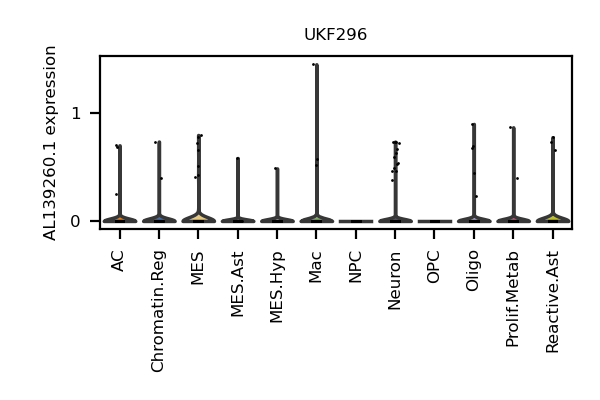 UKF296
AL139260.1 expression
1
0
AC
Chromatin.Reg
MES
MES.Ast
MES.Hyp
Mac
NPC
Neuron
OPC
Oligo
Prolif.Metab
Reactive.Ast